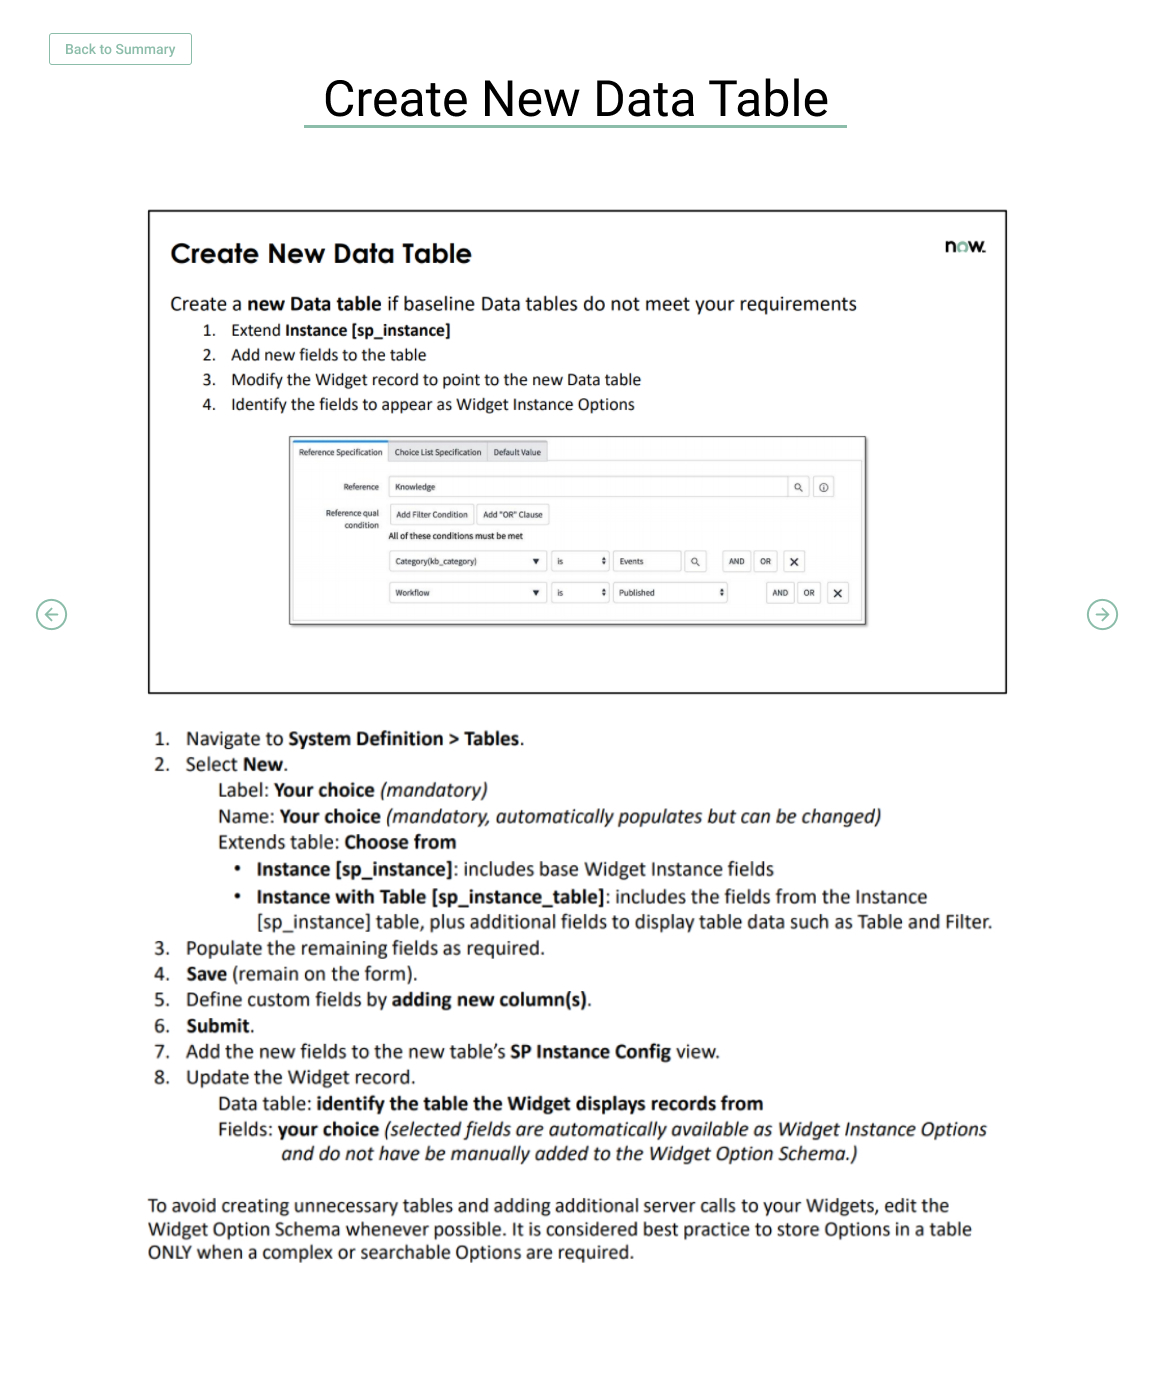 Back to Summary
Create New Data Table
Create New Data Table
now.
Create a new Data table if baseline Data tables do not meet your requirements
1. Extend Instance [sp_instance]
2. Add new fields to the table
3. Modify the Widget record to point to the new Data table
4. Identify the fields to appear as Widget Instance Options
Reference Specification Choice List Specification Default Value
Reference Knowledge
Reference qual condition Add Filter Condition Add "OR" Clause
All of these conditions must be met
Category(kb_category) is Events AND OR X
Workflow is Published AND OR X
1. Navigate to System Definition > Tables.
2. Select New.
Label: Your choice (mandatory)
Name: Your choice (mandatory, automatically populates but can be changed)
Extends table: Choose from
• Instance [sp_instance]: includes base Widget Instance fields
• Instance with Table [sp_instance_table]: includes the fields from the Instance
[sp_instance] table, plus additional fields to display table data such as Table and Filter.
3. Populate the remaining fields as required.
4. Save (remain on the form).
5. Define custom fields by adding new column(s).
6. Submit.
7. Add the new fields to the new table's SP Instance Config view.
8. Update the Widget record.
Data table: identify the table the Widget displays records from
Fields: your choice (selected fields are automatically available as Widget Instance Options
and do not have be manually added to the Widget Option Schema.)
To avoid creating unnecessary tables and adding additional server calls to your Widgets, edit the
Widget Option Schema whenever possible. It is considered best practice to store Options in a table
ONLY when a complex or searchable Options are required.